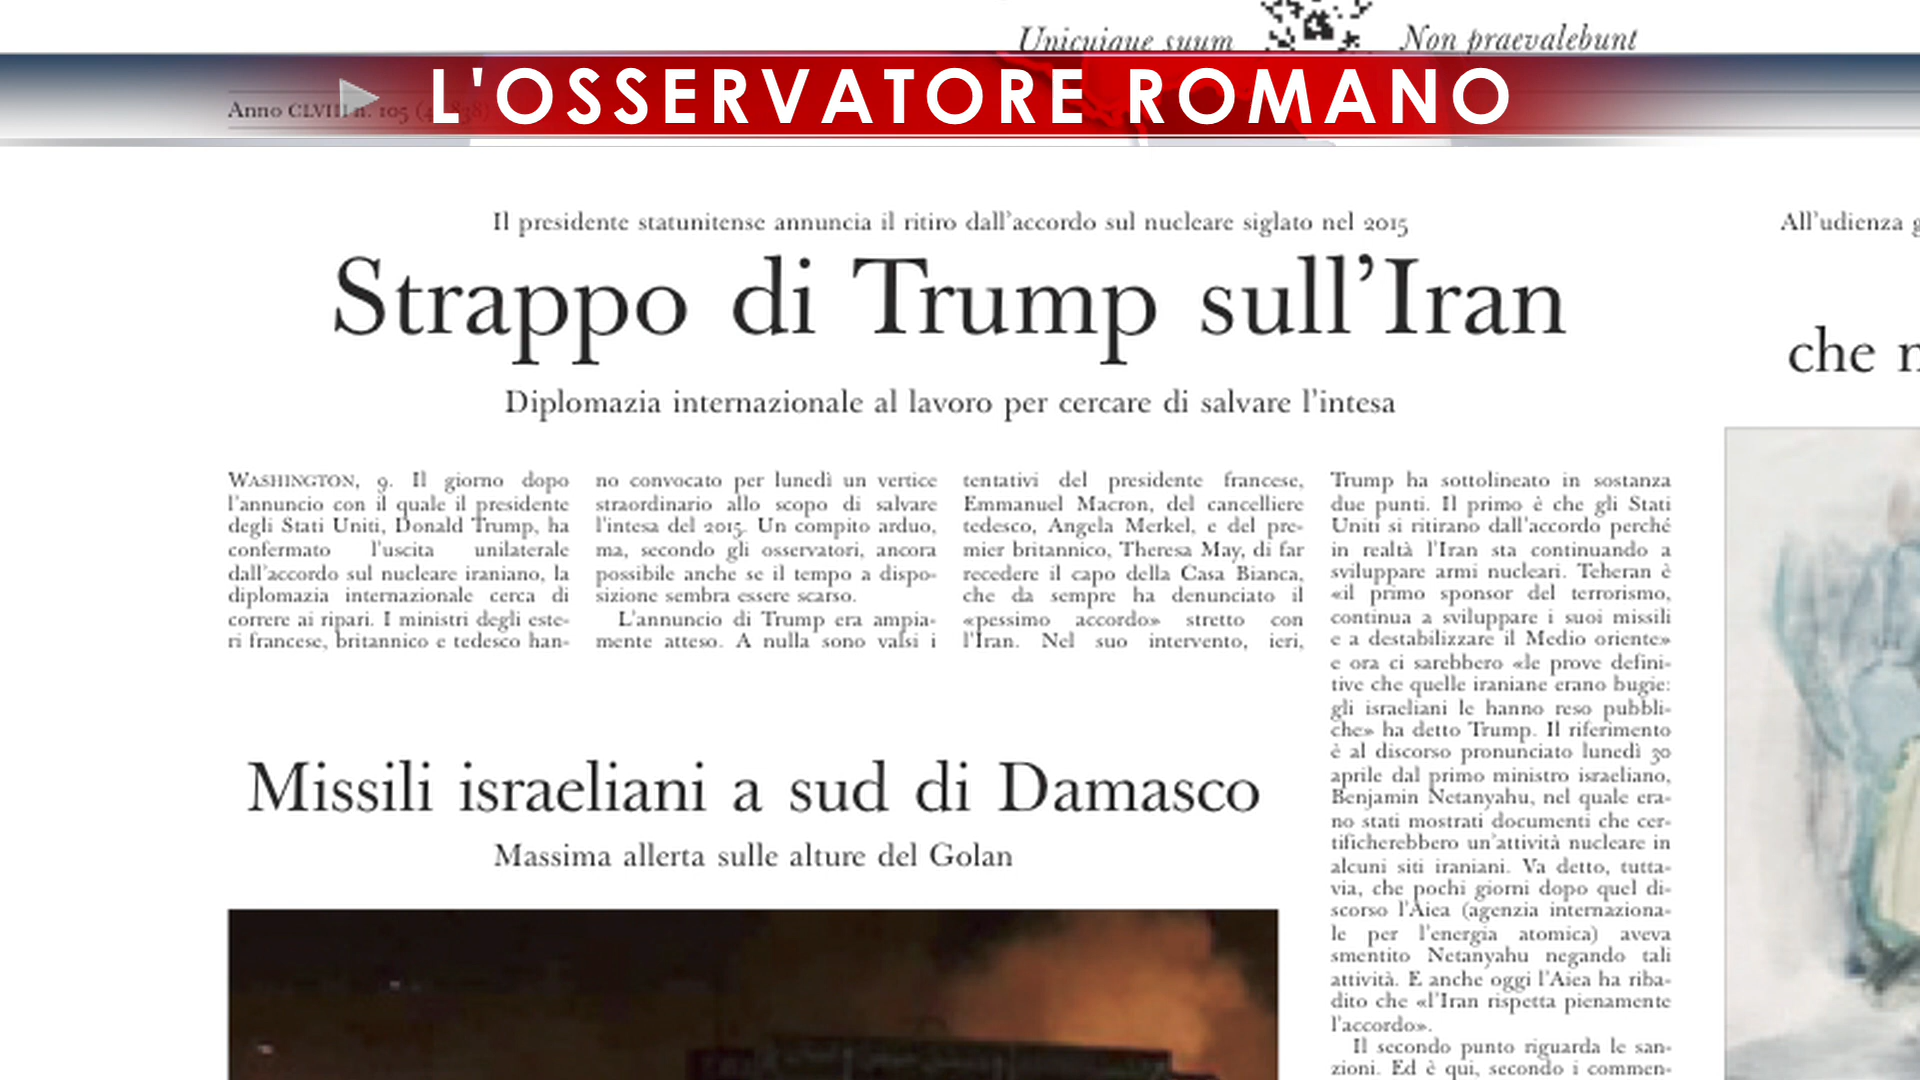 Unicuique suum
Non praevalebunt
L'OSSERVATORE ROMANO
Anno CLVIII n. 105
Il presidente statunitense annuncia il ritiro dall'accordo sul nucleare siglato nel 2015
Strappo di Trump sull'Iran
Diplomazia internazionale al lavoro per cercare di salvare l'intesa
WASHINGTON, 9. Il giorno dopo
l'annuncio con il quale il presidente
degli Stati Uniti, Donald Trump, ha
confermato l'uscita unilaterale
dall'accordo sul nucleare iraniano, la
diplomazia internazionale cerca di
correre ai ripari. I ministri degli este-
ri francese, britannico e tedesco han-
no convocato per lunedì un vertice
straordinario allo scopo di salvare
l'intesa del 2015. Un compito arduo,
ma, secondo gli osservatori, ancora
possibile anche se il tempo a dispo-
sizione sembra essere scarso.
L'annuncio di Trump era ampia-
mente atteso. A nulla sono valsi i
tentativi del presidente francese,
Emmanuel Macron, del cancelliere
tedesco, Angela Merkel, e del pre-
mier britannico, Theresa May, di far
recedere il capo della Casa Bianca,
che da sempre ha denunciato il
«pessimo accordo» stretto con
l'Iran. Nel suo intervento, ieri,
Trump ha sottolineato in sostanza
due punti. Il primo è che gli Stati
Uniti si ritirano dall'accordo perché
in realtà l'Iran sta continuando a
sviluppare armi nucleari. Teheran è
«il primo sponsor del terrorismo,
continua a sviluppare i suoi missili
e a destabilizzare il Medio oriente»
e ora ci sarebbero «le prove defini-
tive che quelle iraniane erano bugie:
gli israeliani le hanno reso pubbli-
che» ha detto Trump. Il riferimento
è al discorso pronunciato lunedì 30
aprile dal primo ministro israeliano,
Benjamin Netanyahu, nel quale era-
no stati mostrati documenti che cer-
tificherebbero un'attività nucleare in
alcuni siti iraniani. Va detto, tutta-
via, che pochi giorni dopo quel di-
scorso l'Aiea (agenzia internaziona-
le per l'energia atomica) aveva
smentito Netanyahu negando tali
attività. E anche oggi l'Aiea ha riba-
dito che «l'Iran rispetta pienamente
l'accordo».
Il secondo punto riguarda le san-
zioni. Ed è qui, secondo i commen-
Missili israeliani a sud di Damasco
Massima allerta sulle alture del Golan
All'udienza g
che